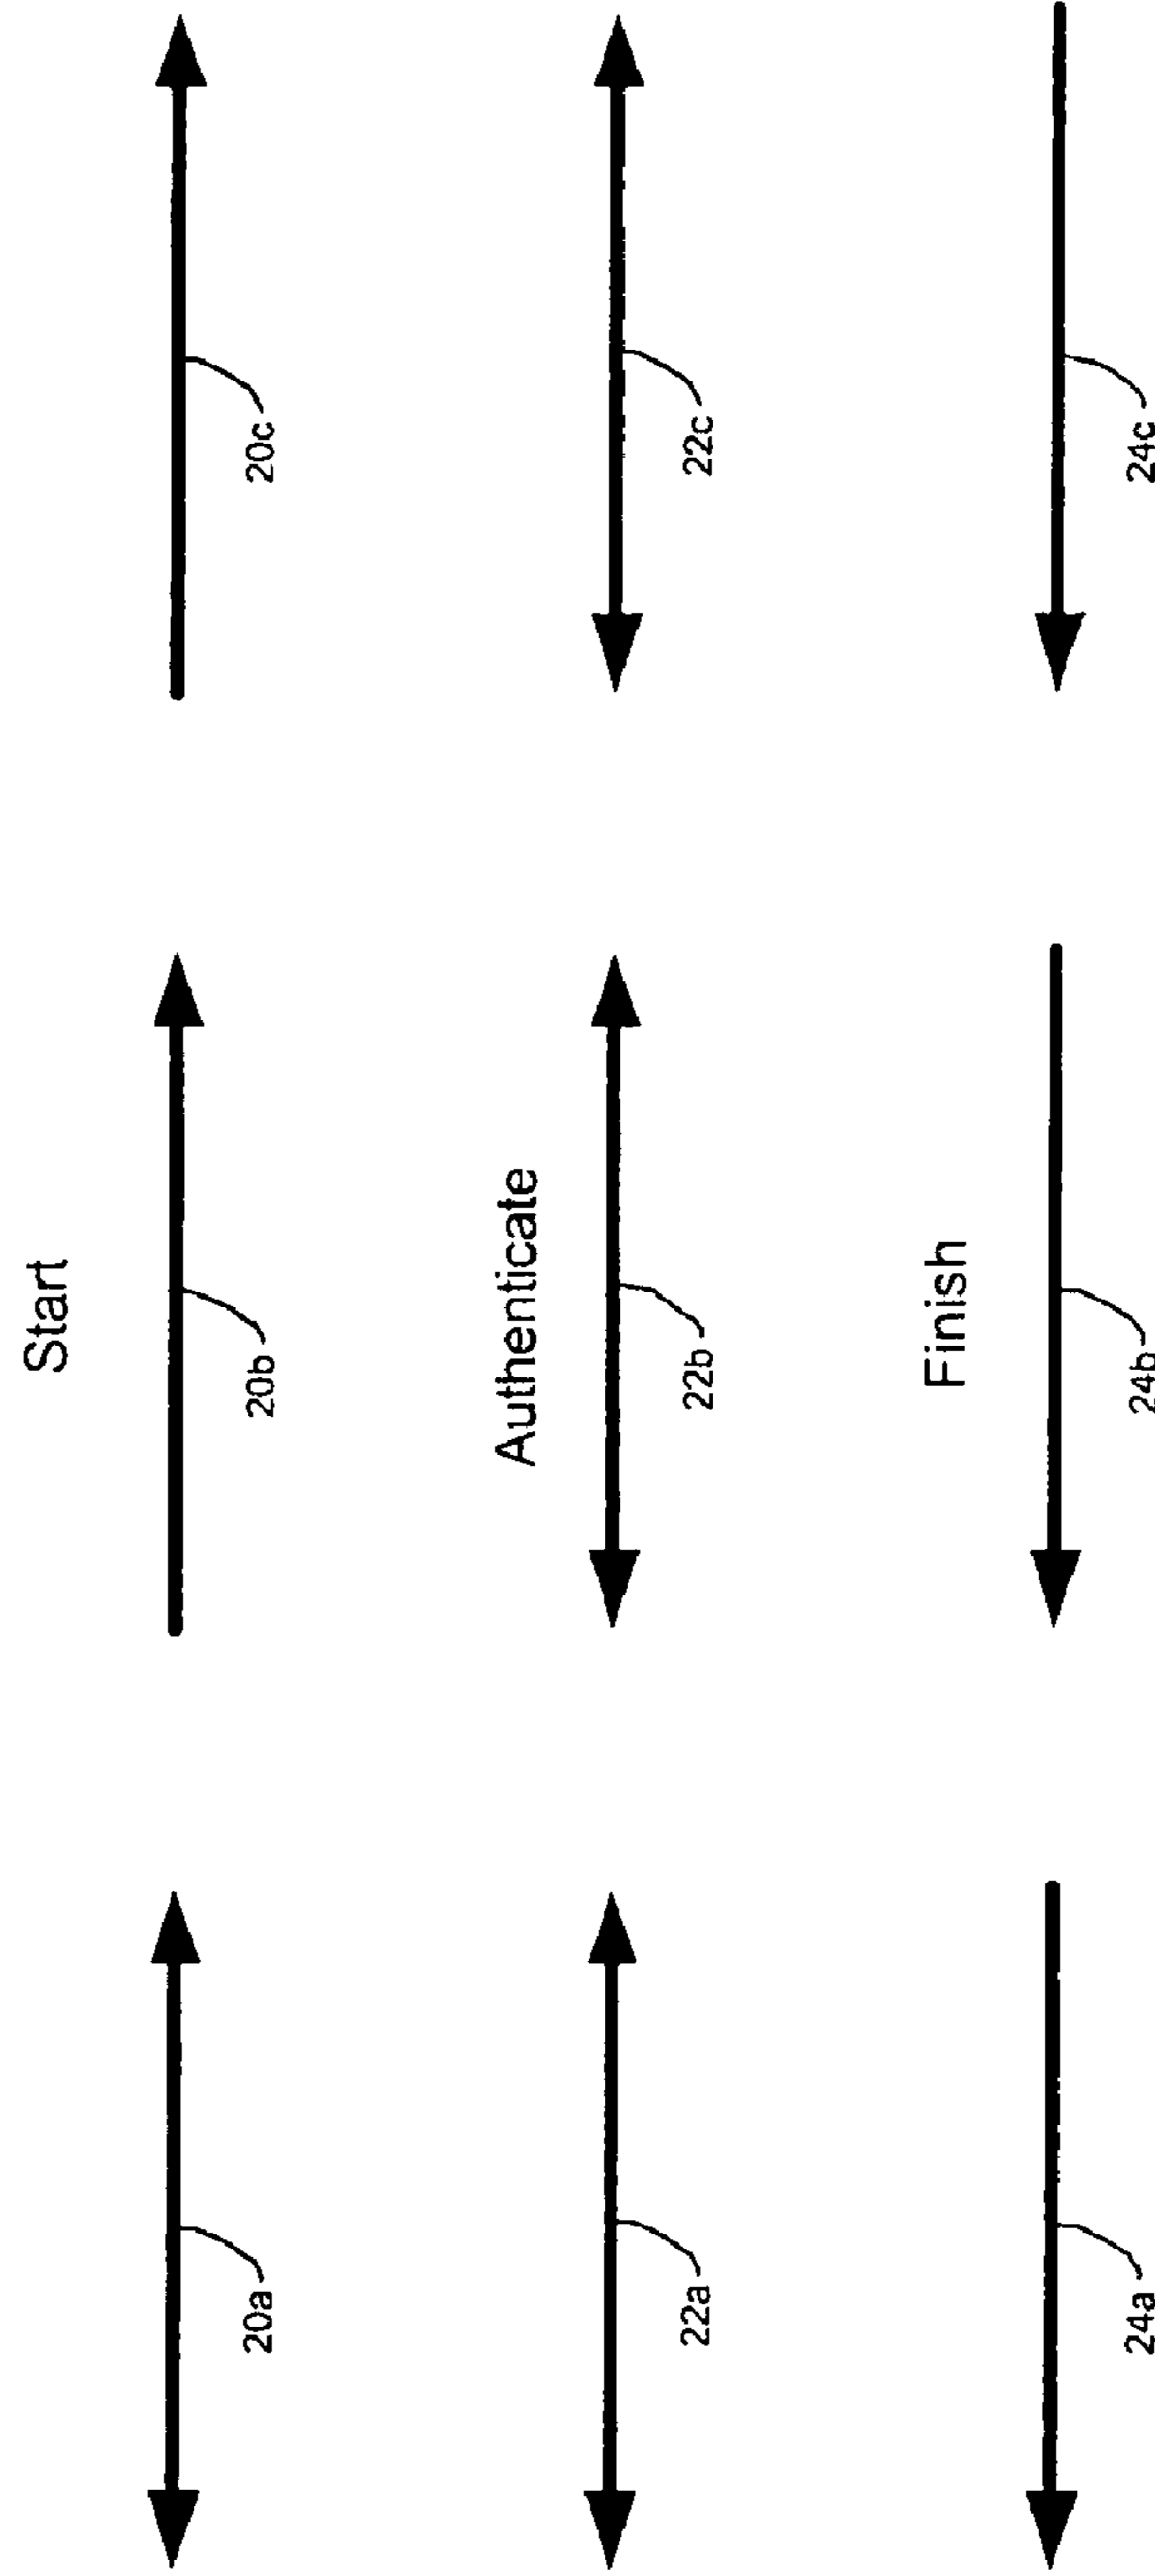 Start
20a
20b
20c
Authenticate
22a
22b
22c
Finish
24a
24b
24c